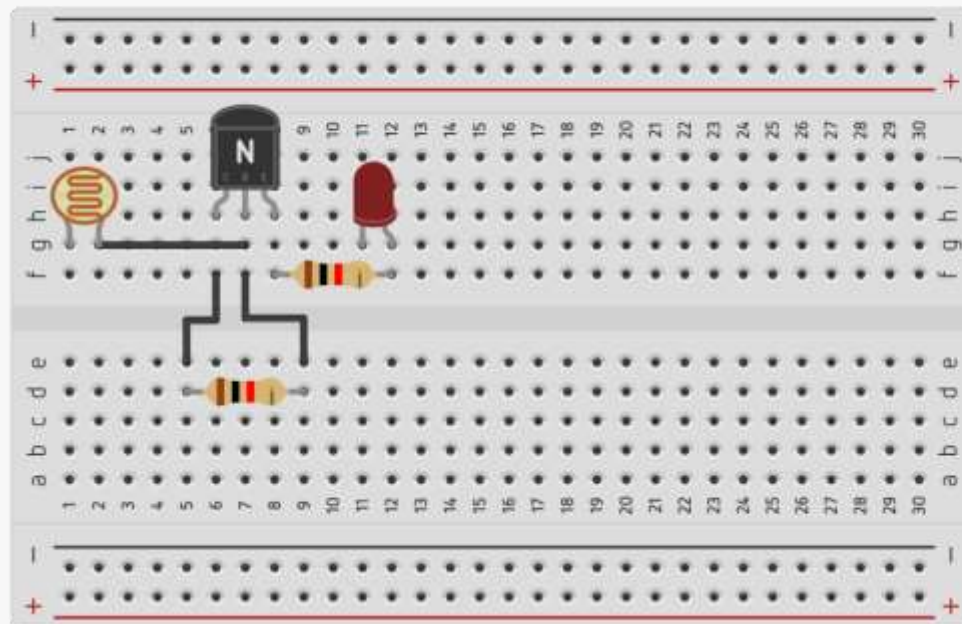 − −
+ +
1 2 3 4 5 9 10 11 12 13 14 15 16 17 18 19 20 21 22 23 24 25 26 27 28 29 30
j j
N
i i
h h
g g
f f
e e
d d
c c
b b
a a
1 2 3 4 5 6 7 8 9 10 11 12 13 14 15 16 17 18 19 20 21 22 23 24 25 26 27 28 29 30
− −
+ +